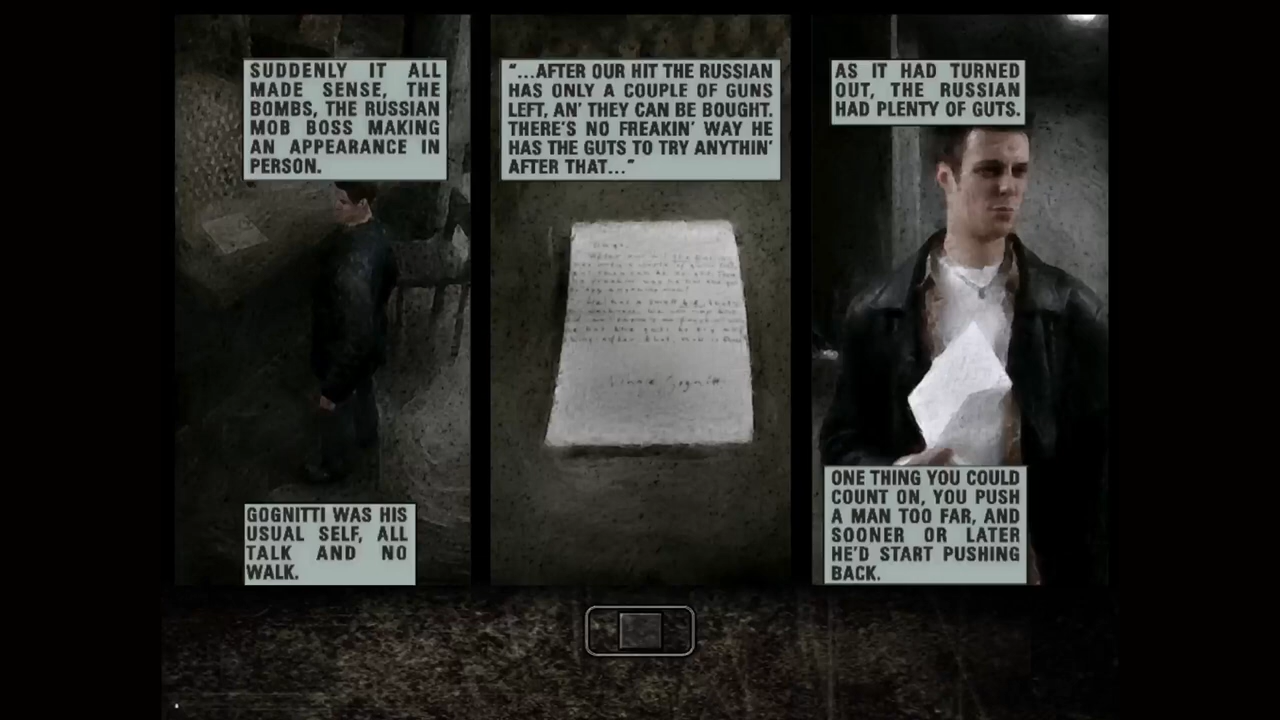 SUDDENLY IT ALL
MADE SENSE, THE
BOMBS, THE RUSSIAN
MOB BOSS MAKING
AN APPEARANCE IN
PERSON.
GOGNITTI WAS HIS
USUAL SELF, ALL
TALK AND NO
WALK.
"...AFTER OUR HIT THE RUSSIAN
HAS ONLY A COUPLE OF GUNS
LEFT, AN' THEY CAN BE BOUGHT.
THERE'S NO FREAKIN' WAY HE
HAS THE GUTS TO TRY ANYTHIN'
AFTER THAT..."
AS IT HAD TURNED
OUT, THE RUSSIAN
HAD PLENTY OF GUTS.
ONE THING YOU COULD
COUNT ON, YOU PUSH
A MAN TOO FAR, AND
SOONER OR LATER
HE'D START PUSHING
BACK.